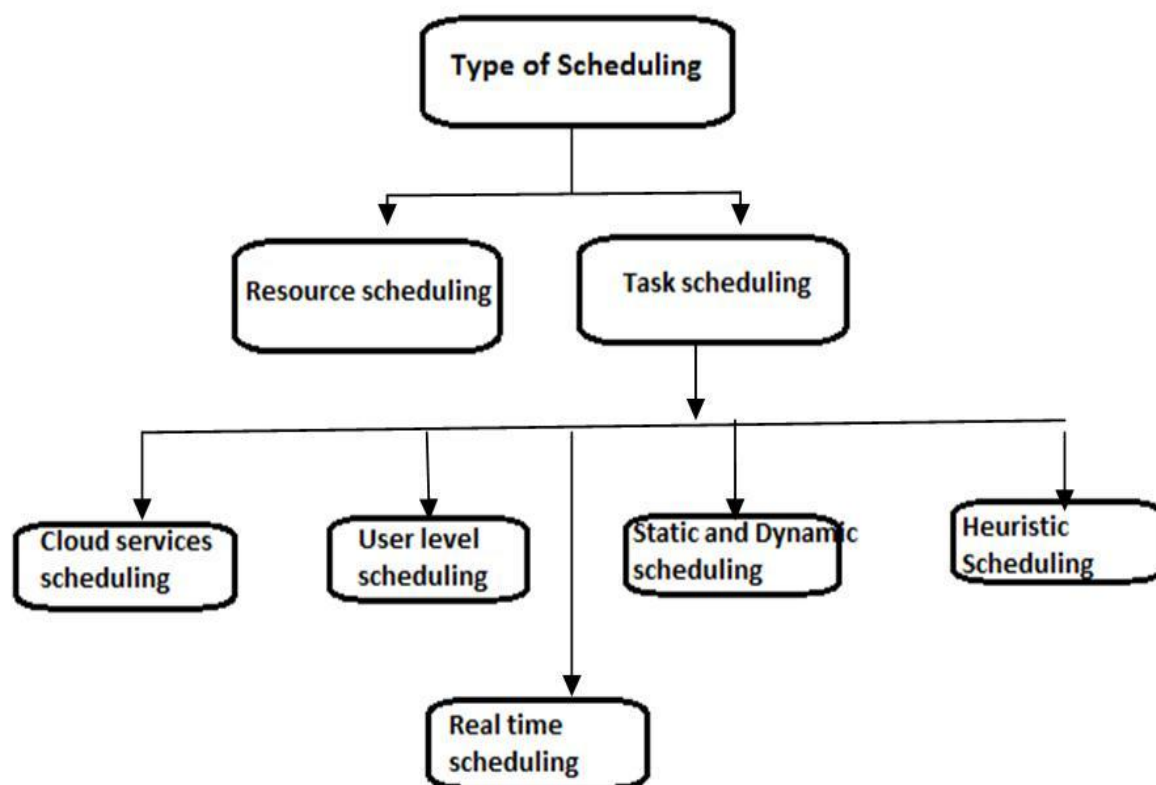 Type of Scheduling
Resource scheduling
Task scheduling
Cloud services
scheduling
User level
scheduling
Static and Dynamic
scheduling
Heuristic
Scheduling
Real time
scheduling